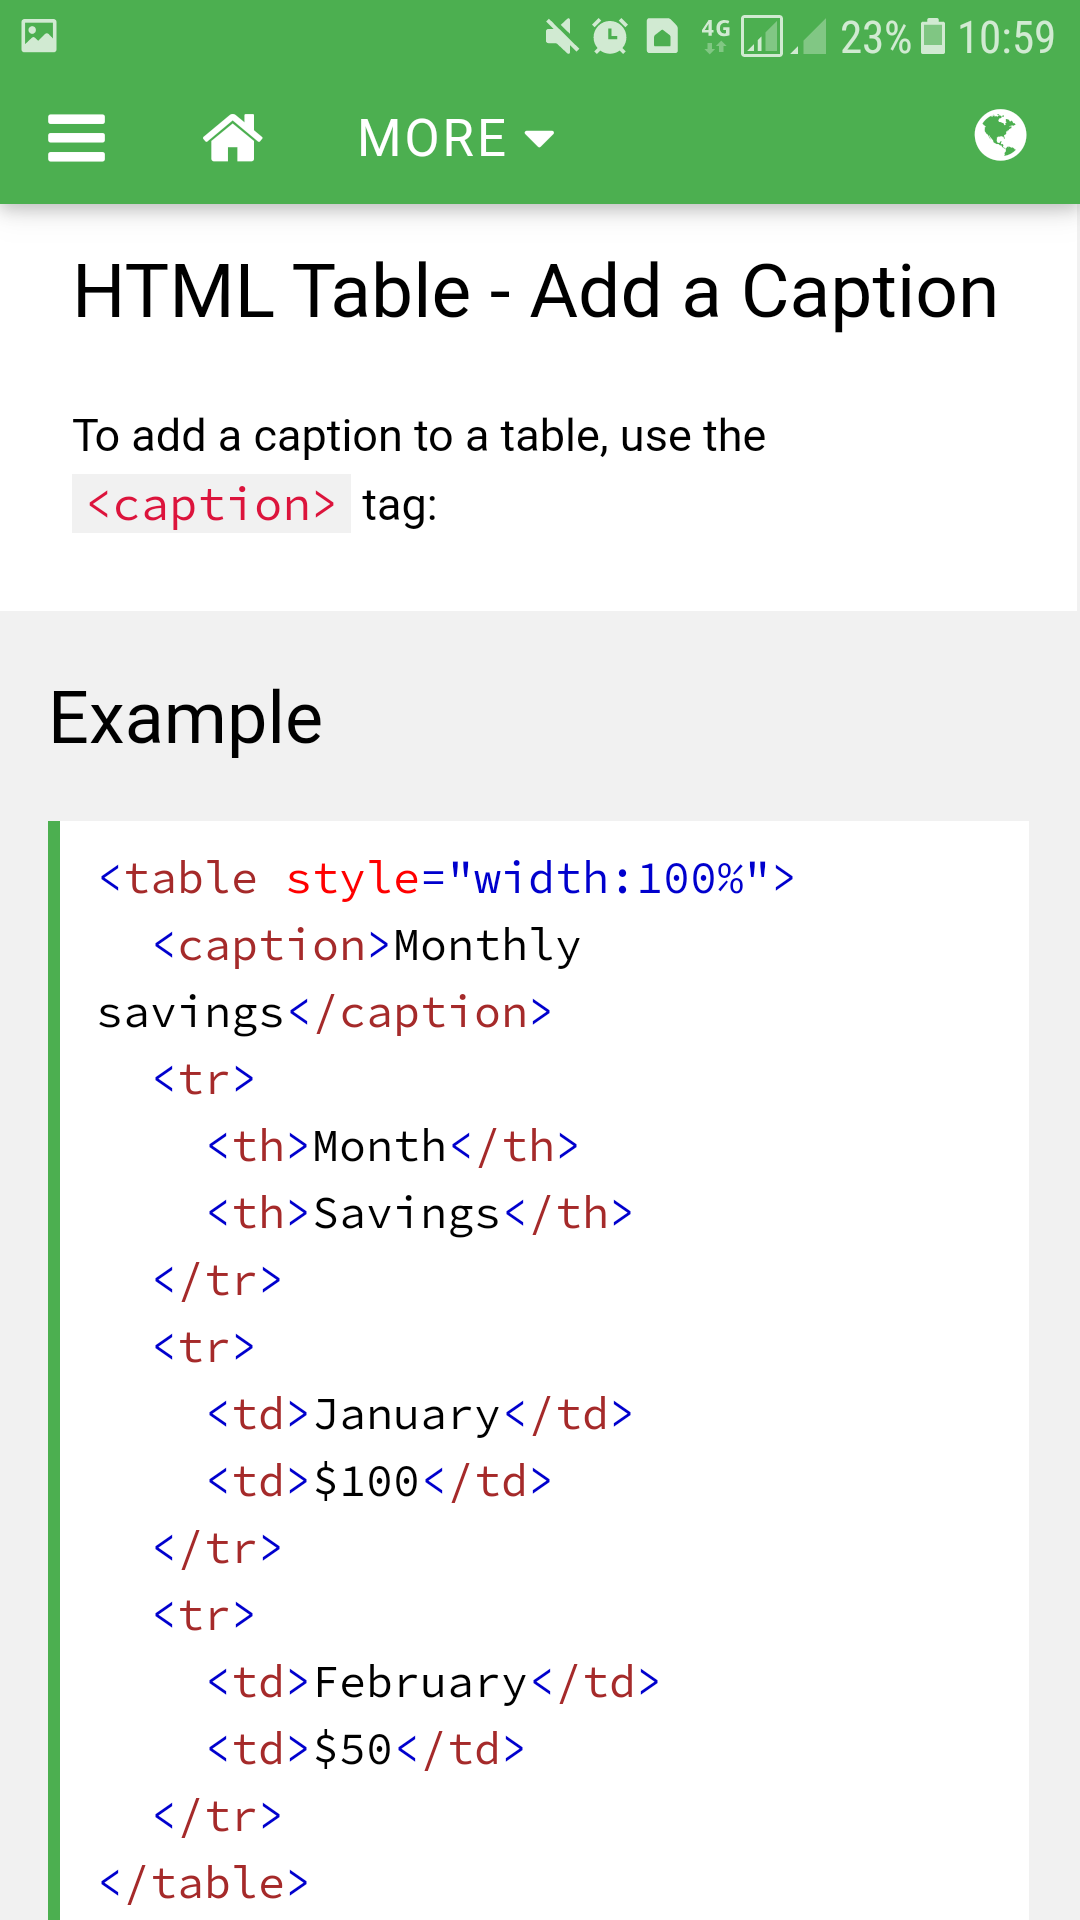 4G 23% 10:59
MORE
HTML Table - Add a Caption
To add a caption to a table, use the
<caption> tag:
Example
<table style="width:100%">
  <caption>Monthly
savings</caption>
  <tr>
    <th>Month</th>
    <th>Savings</th>
  </tr>
  <tr>
    <td>January</td>
    <td>$100</td>
  </tr>
  <tr>
    <td>February</td>
    <td>$50</td>
  </tr>
</table>